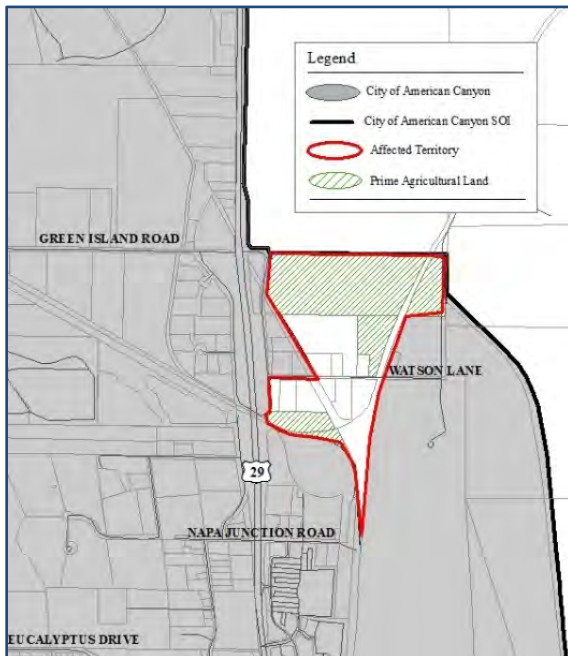 Legend
City of American Canyon
City of American Canyon SOI
Affected Territory
Prime Agricultural Land
GREEN ISLAND ROAD
WATSON LANE
29
NAPA JUNCTION ROAD
EUCALYPTUS DRIVE